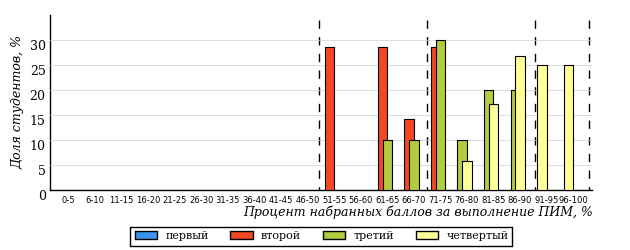 Доля студентов, %
30
25
20
15
10
5
0
0-5 6-10 11-15 16-20 21-25 26-30 31-35 36-40 41-45 46-50 51-55 56-60 61-65 66-70 71-75 76-80 81-85 86-90 91-95 96-100
Процент набранных баллов за выполнение ПИМ, %
первый второй третий четвертый